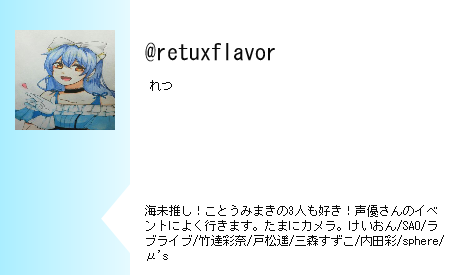 @retuxflavor
れつ
海未推し！ことうみまきの3人も好き！声優さんのイベ
ントによく行きます。たまにカメラ。けいおん/SAO/ラ
ブライブ/竹達彩奈/戸松遥/三森すずこ/内田彩/sphere/
μ's